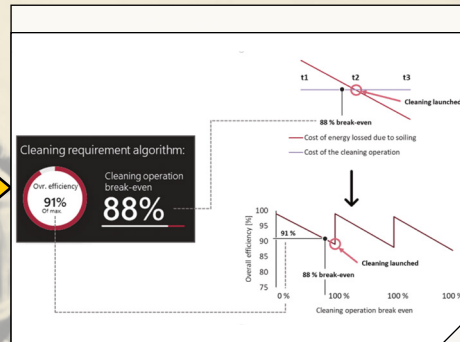 Cleaning requirement algorithm:
Ovr. efficiency
91%
Of max.
Cleaning operation
break-even
88%
t1 t2 t3
Cleaning launched
88 % break-even
Cost of energy lossed due to soiling
Cost of the cleaning operation
Overall efficiency [%]
100
95
90
85
80
75
91 %
Cleaning launched
88 % break-even
0 % 100 % 100 % 100 %
Cleaning operation break even